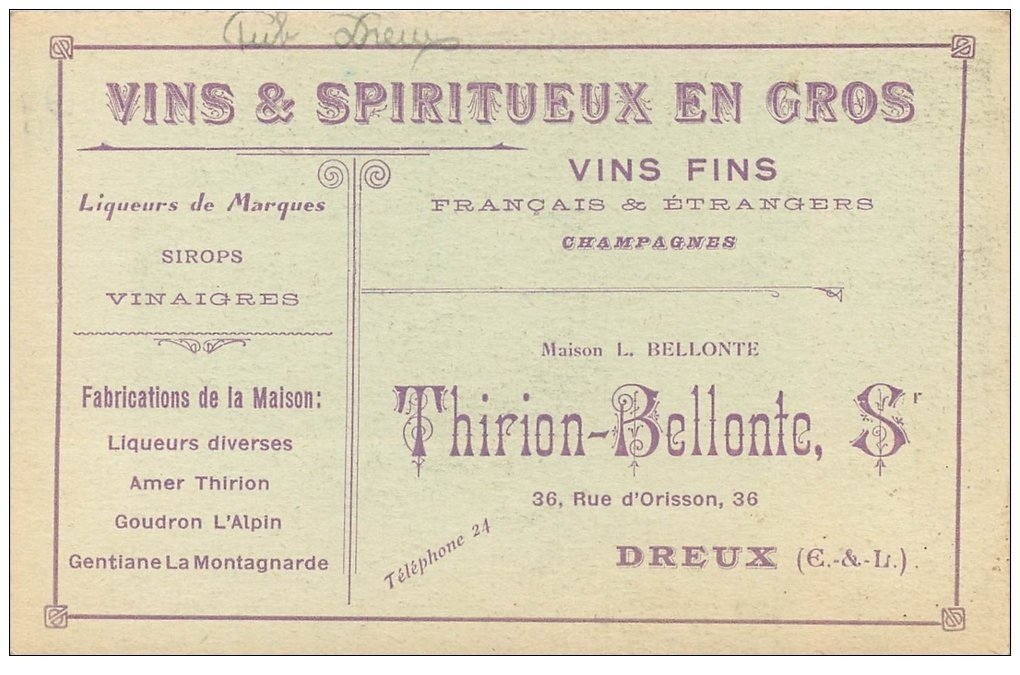 Pub Dreux
VINS & SPIRITUEUX EN GROS
Liqueurs de Marques
SIROPS
VINAIGRES
Fabrications de la Maison:
Liqueurs diverses
Amer Thirion
Goudron L'Alpin
Gentiane La Montagnarde
VINS FINS
FRANÇAIS & ÉTRANGERS
CHAMPAGNES
Maison L. BELLONTE
Thirion-Bellonte, Sr
36, Rue d'Orisson, 36
Téléphone 24
DREUX (E.-&-L.)